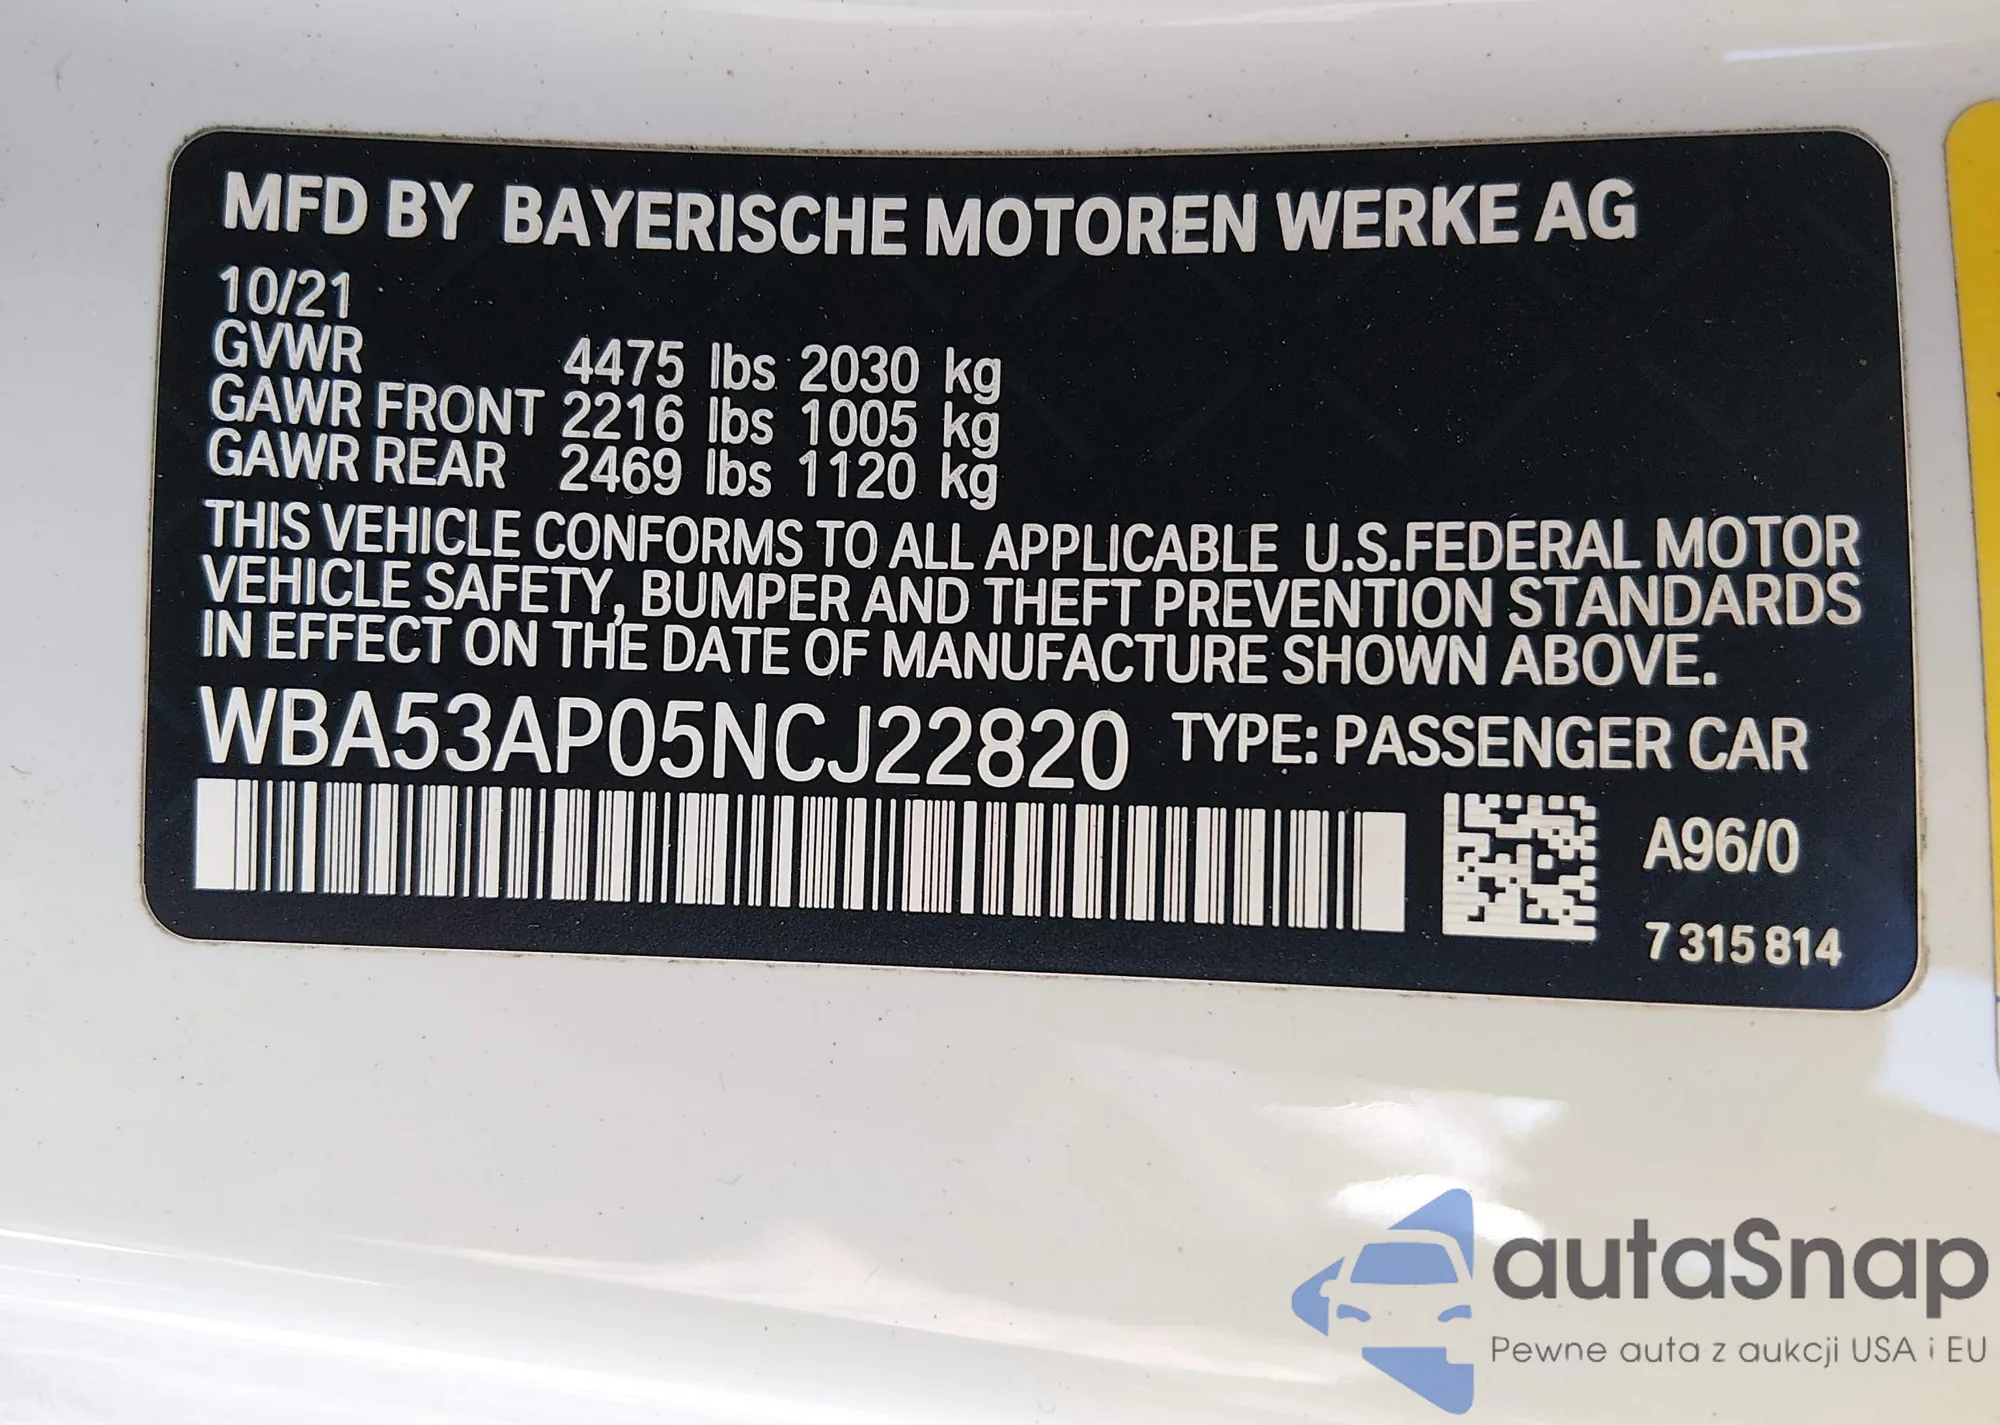 MFD BY BAYERISCHE MOTOREN WERKE AG
10/21
GVWR 4475 lbs 2030 kg
GAWR FRONT 2216 lbs 1005 kg
GAWR REAR 2469 lbs 1120 kg
THIS VEHICLE CONFORMS TO ALL APPLICABLE U.S.FEDERAL MOTOR
VEHICLE SAFETY, BUMPER AND THEFT PREVENTION STANDARDS
IN EFFECT ON THE DATE OF MANUFACTURE SHOWN ABOVE.
WBA53AP05NCJ22820 TYPE: PASSENGER CAR
A96/0
7 315 814
autaSnap
Pewne auta z aukcji USA i EU